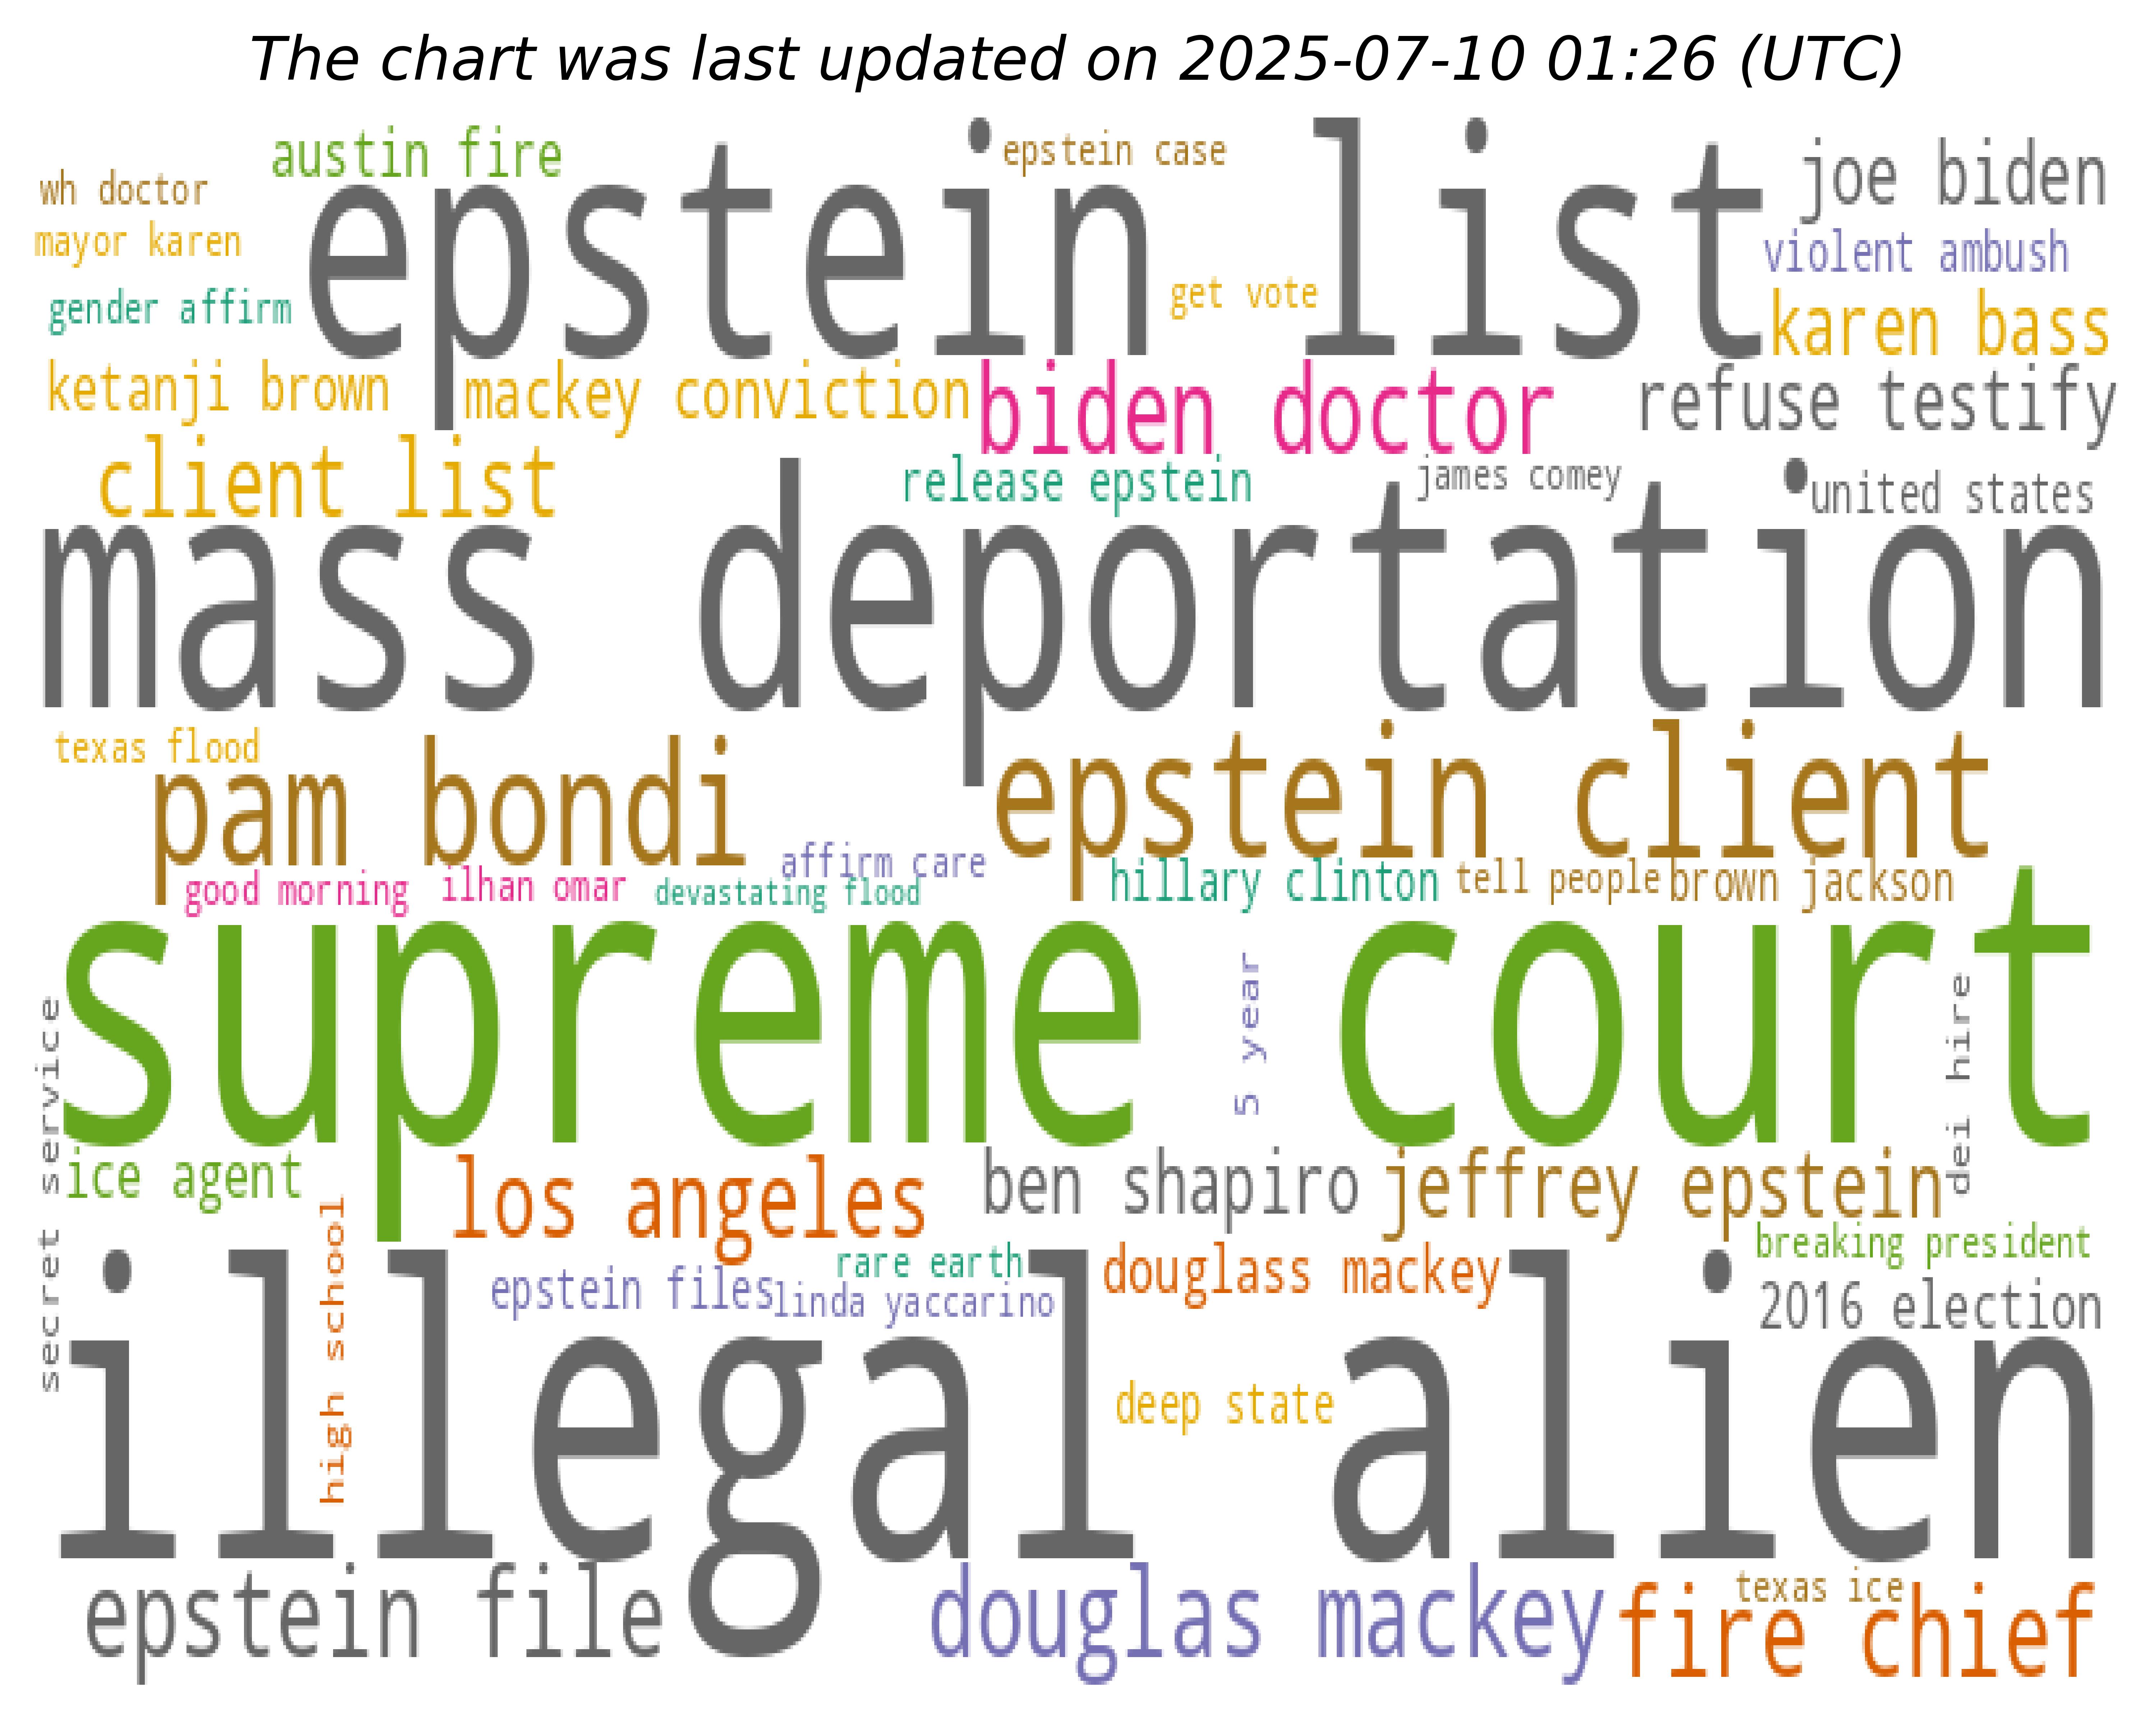 The chart was last updated on 2025-07-10 01:26 (UTC)
austin fire
epstein case
joe biden
wh doctor
epstein list
mayor karen
violent ambush
gender affirm
get vote
karen bass
ketanji brown
mackey conviction
biden doctor
refuse testify
client list
release epstein
james comey
united states
mass deportation
texas flood
pam bondi
epstein client
affirm care
good morning
ilhan omar
devastating flood
hillary clinton
tell people
brown jackson
supreme court
5 year
dei hire
secret service
ice agent
los angeles
ben shapiro
jeffrey epstein
high school
rare earth
douglass mackey
breaking president
epstein files
linda yaccarino
2016 election
illegal alien
deep state
epstein file
douglas mackey
texas ice
fire chief